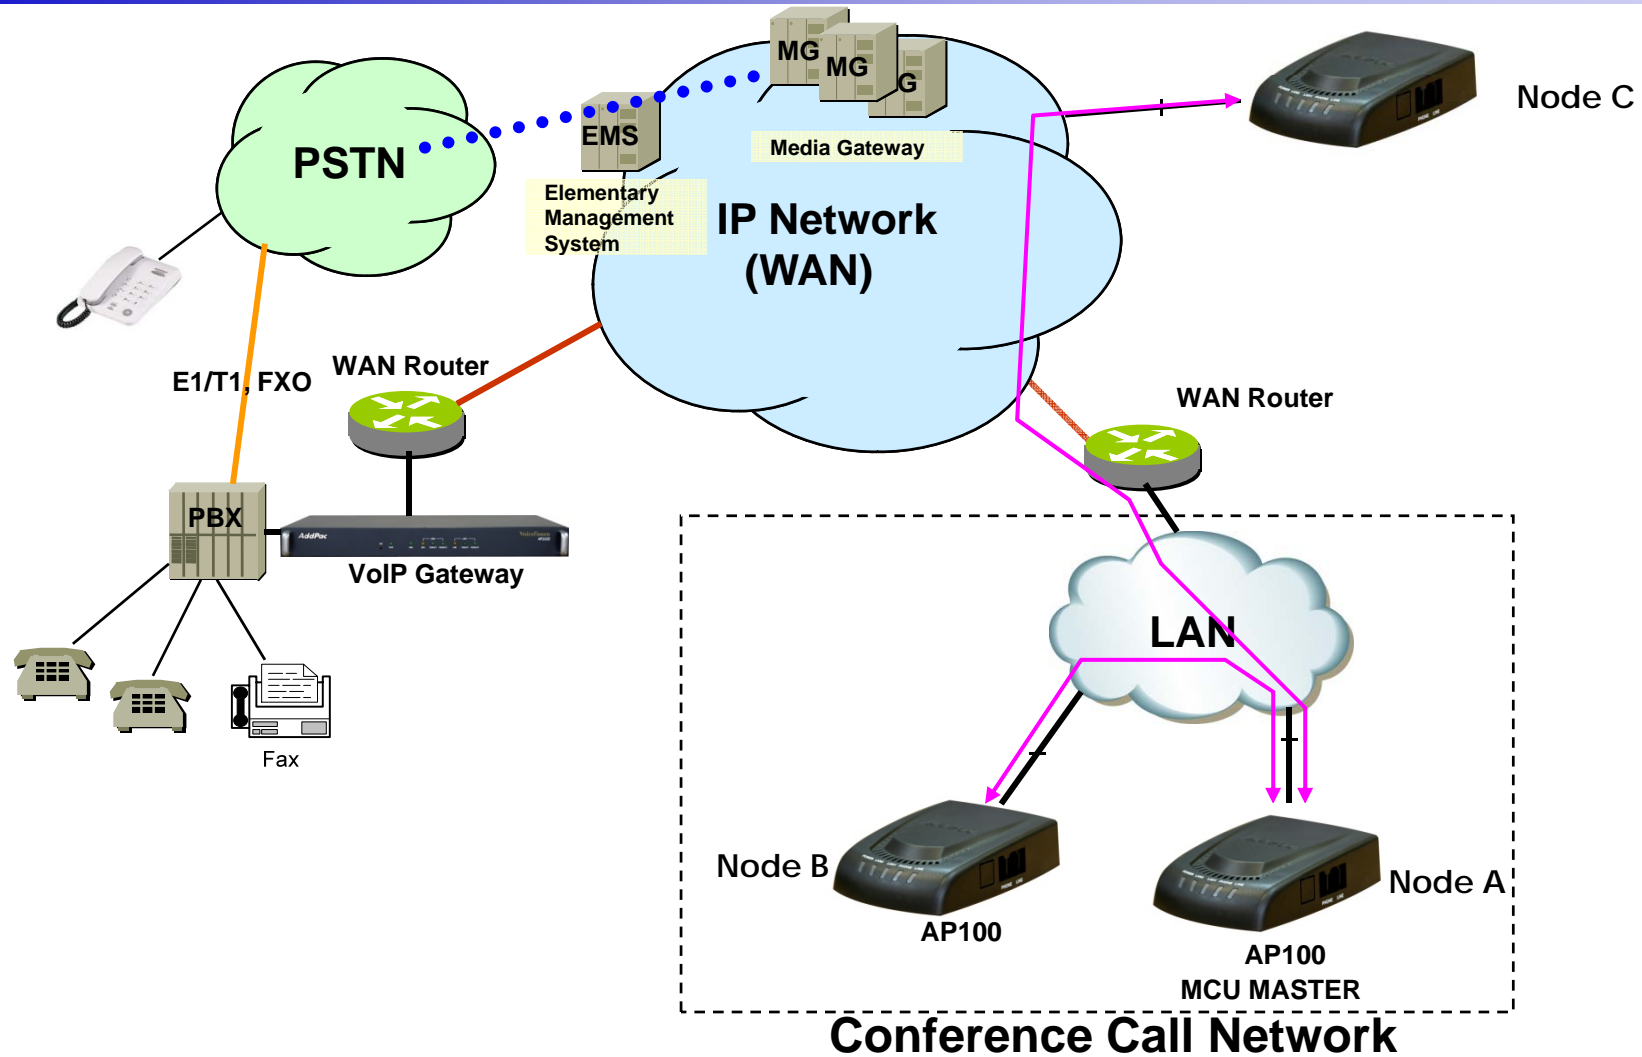 MG
MG
G
Node C
EMS
PSTN
Media Gateway
Elementary
Management
System
IP Network
(WAN)
WAN Router
E1/T1, FXO
WAN Router
PBX
AddPac
VoIP Gateway
LAN
Fax
Node B
Node A
AP100
AP100
MCU MASTER
Conference Call Network